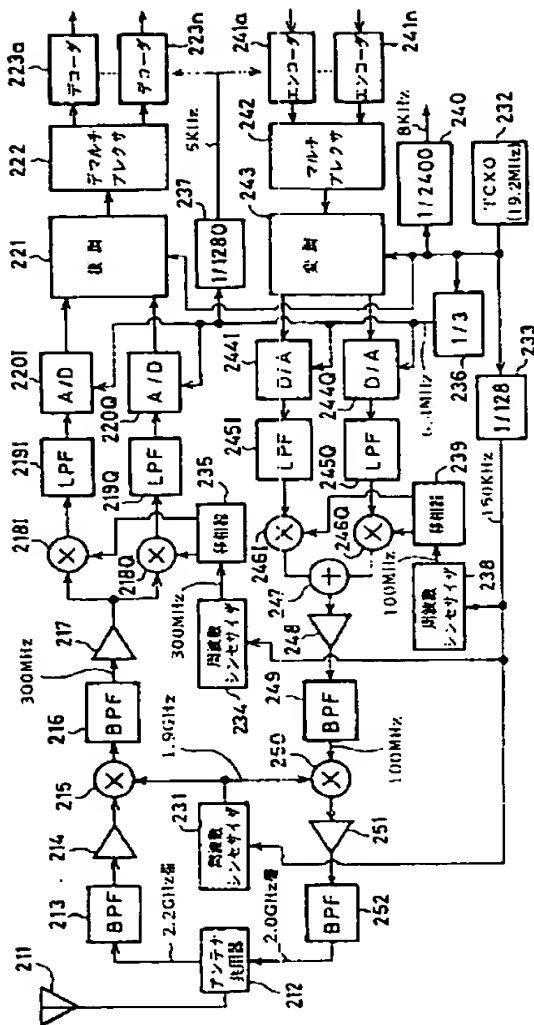 211
アンテナ
共用器
212
2.2GHz帯
2.0GHz帯
213
BPF
214
215
216
BPF
300MHz
217
218I
218Q
219I
LPF
219Q
LPF
220I
A/D
220Q
A/D
221
復調
222
デマルチ
プレクサ
223a
デコーダ
223n
デコーダ
1.9GHz
231
周波数
シンセサイザ
234
周波数
シンセサイザ
300MHz
235
移相器
237
1/1280
5KHz
241a
エンコーダ
241n
エンコーダ
242
マルチ
プレクサ
243
変調
244I
D/A
244Q
D/A
245I
LPF
245Q
LPF
246I
246Q
247
248
249
BPF
100MHz
250
251
252
BPF
238
周波数
シンセサイザ
100MHz
239
移相器
8KHz
240
1/2400
232
TCXO
(19.2MHz)
236
1/3
233
1/128
150KHz